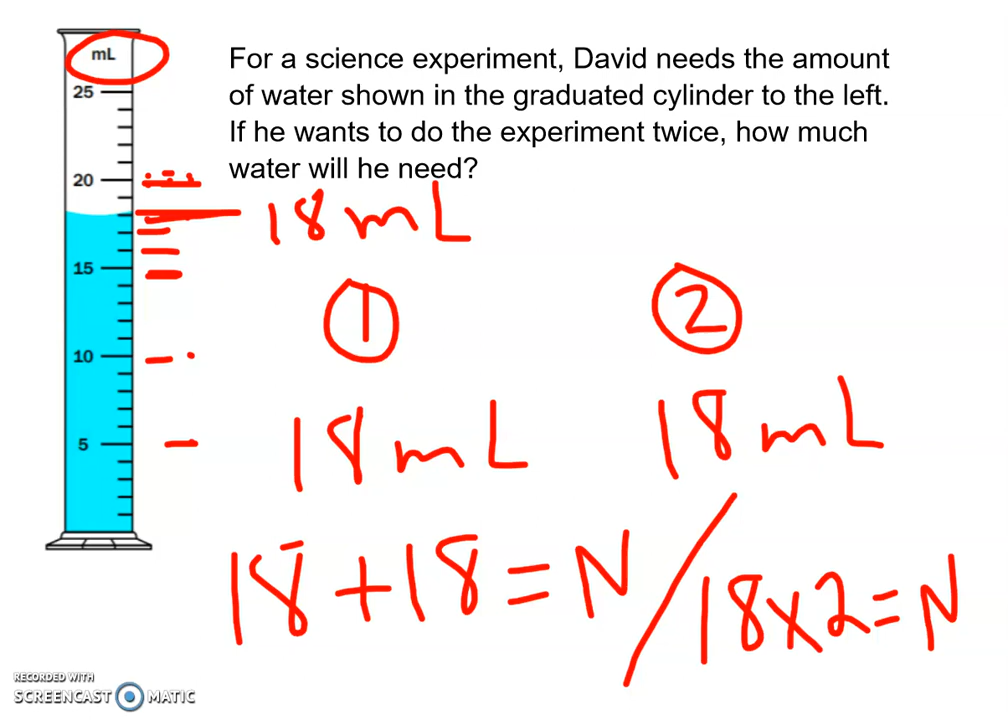 mL
25
20
15
10
5
For a science experiment, David needs the amount
of water shown in the graduated cylinder to the left.
If he wants to do the experiment twice, how much
water will he need?
18 mL
1 2
18 mL 18 mL
18 + 18 = N / 18 x 2 = N
RECORDED WITH
SCREENCAST MATIC